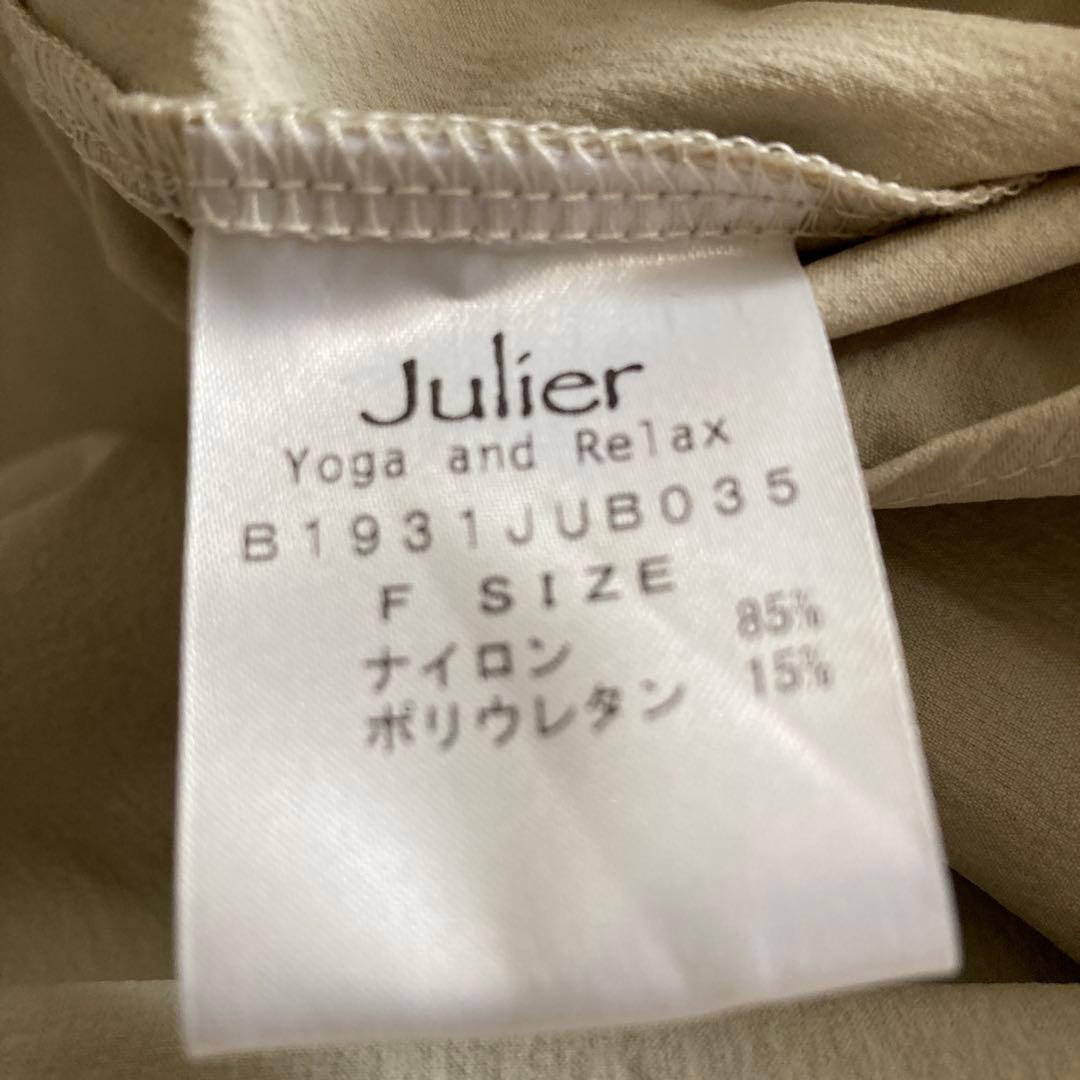 Julier
Yoga and Relax
B1931JUB035
F SIZE
ナイロン 85%
ポリウレタン 15%